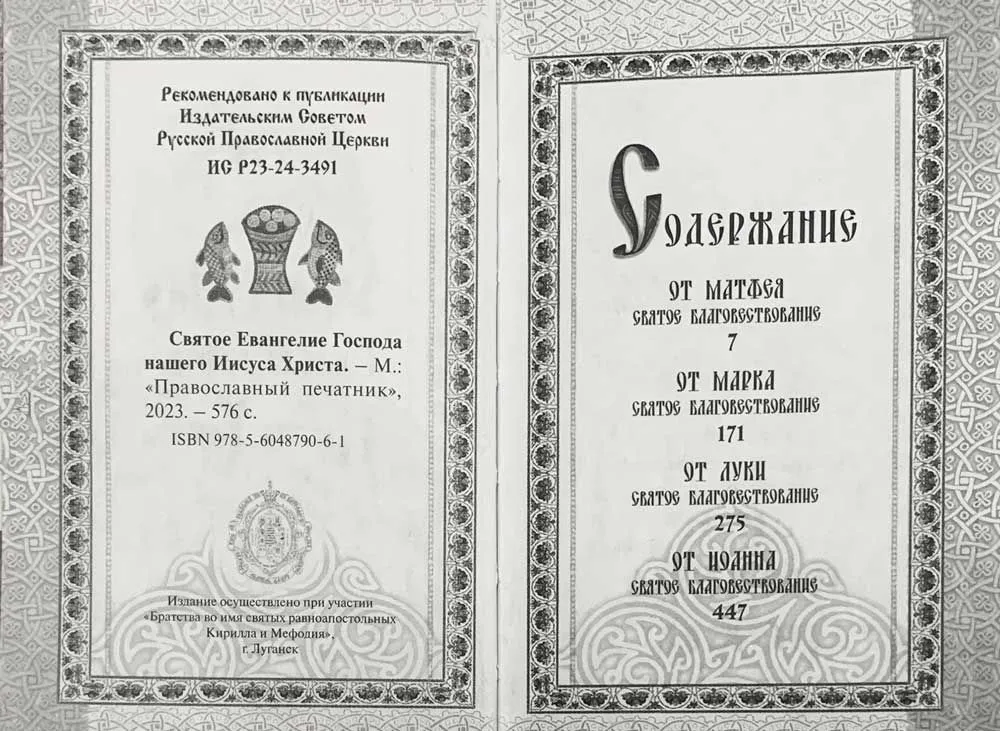 Рекомендовано к публикации
Издательским Советом
Русской Православной Церкви
ИС Р23-24-3491
Святое Евангелие Господа
нашего Иисуса Христа. – М.:
«Православный печатник»,
2023. – 576 с.
ISBN 978-5-6048790-6-1
Издание осуществлено при участии
«Братства во имя святых равноапостольных
Кирилла и Мефодия»,
г. Луганск
Содержание
ОТ МАТФЕЯ
СВЯТОЕ БЛАГОВЕСТВОВАНИЕ
7
ОТ МАРКА
СВЯТОЕ БЛАГОВЕСТВОВАНИЕ
171
ОТ ЛУКИ
СВЯТОЕ БЛАГОВЕСТВОВАНИЕ
275
ОТ ИОАННА
СВЯТОЕ БЛАГОВЕСТВОВАНИЕ
447